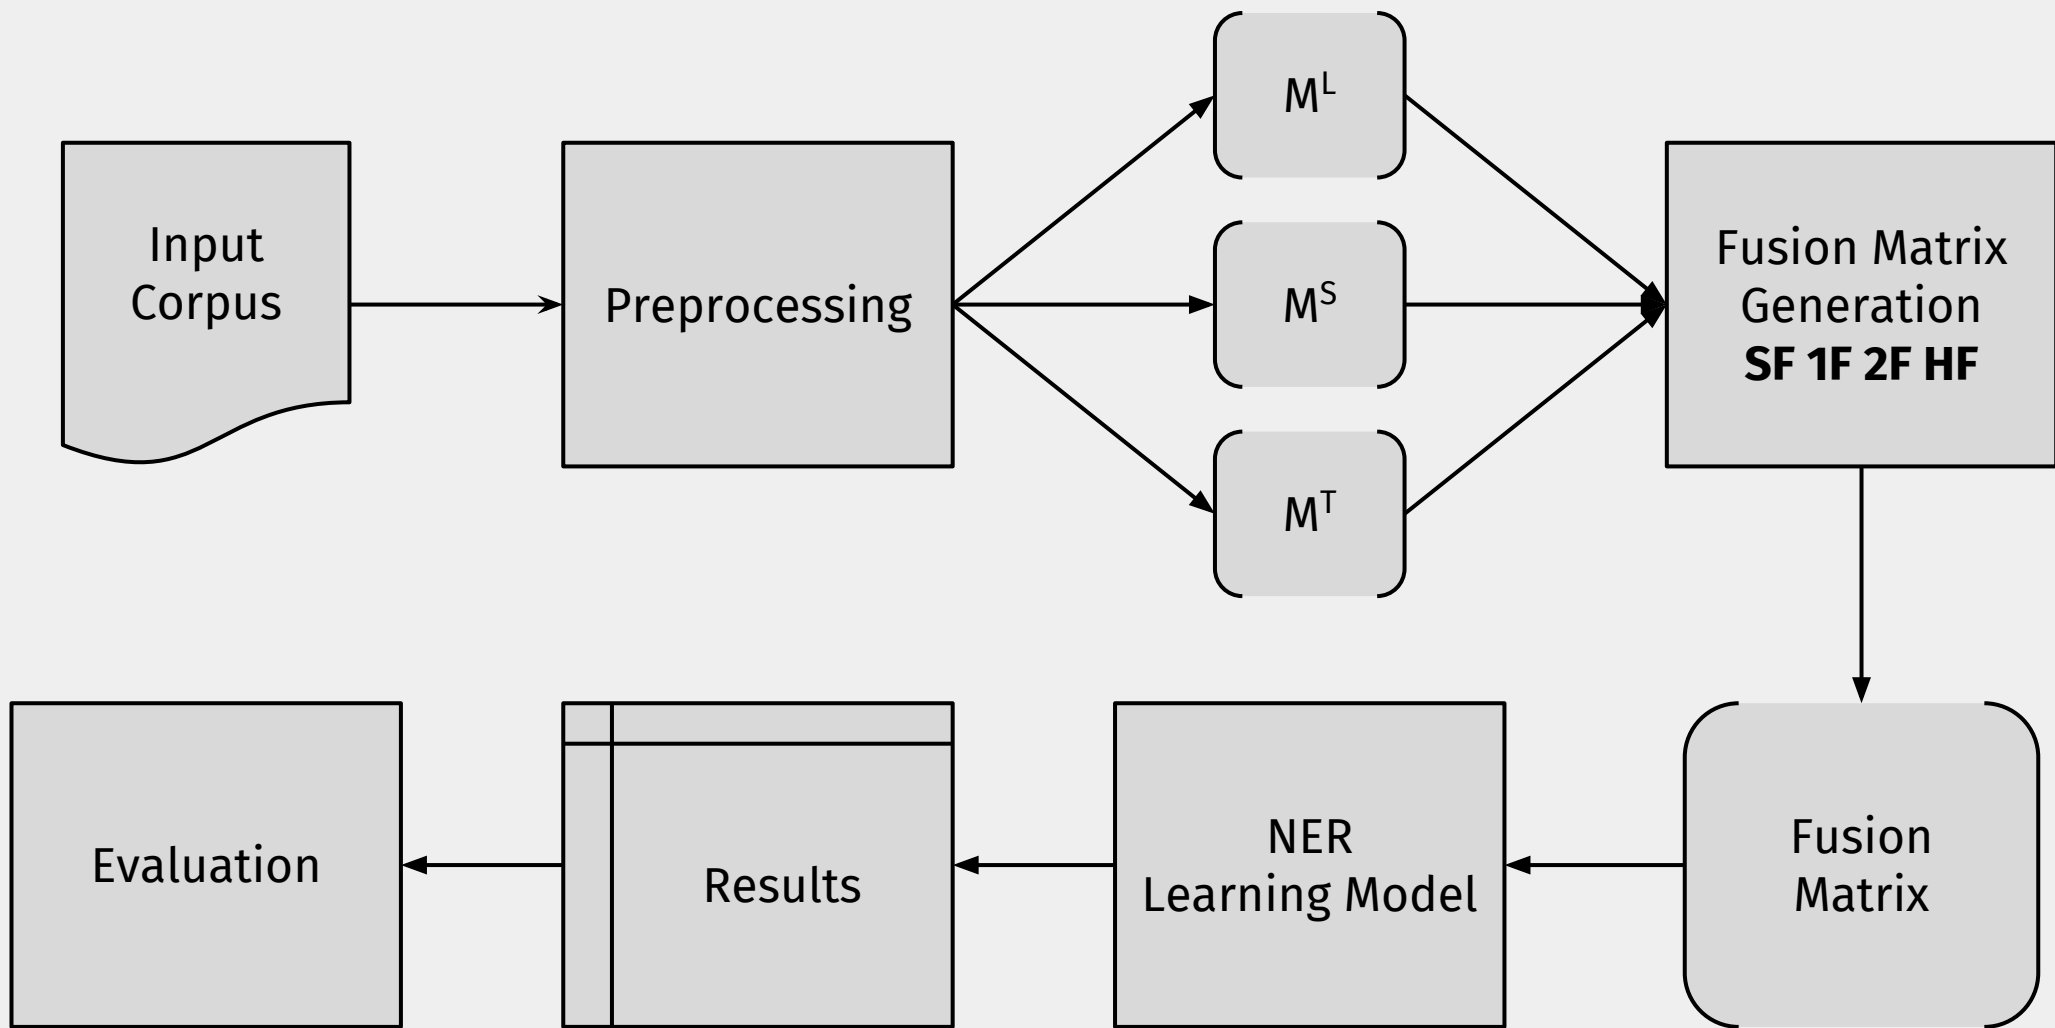 Input
Corpus
Preprocessing
M^L
M^S
M^T
Fusion Matrix
Generation
SF 1F 2F HF
Fusion
Matrix
NER
Learning Model
Results
Evaluation